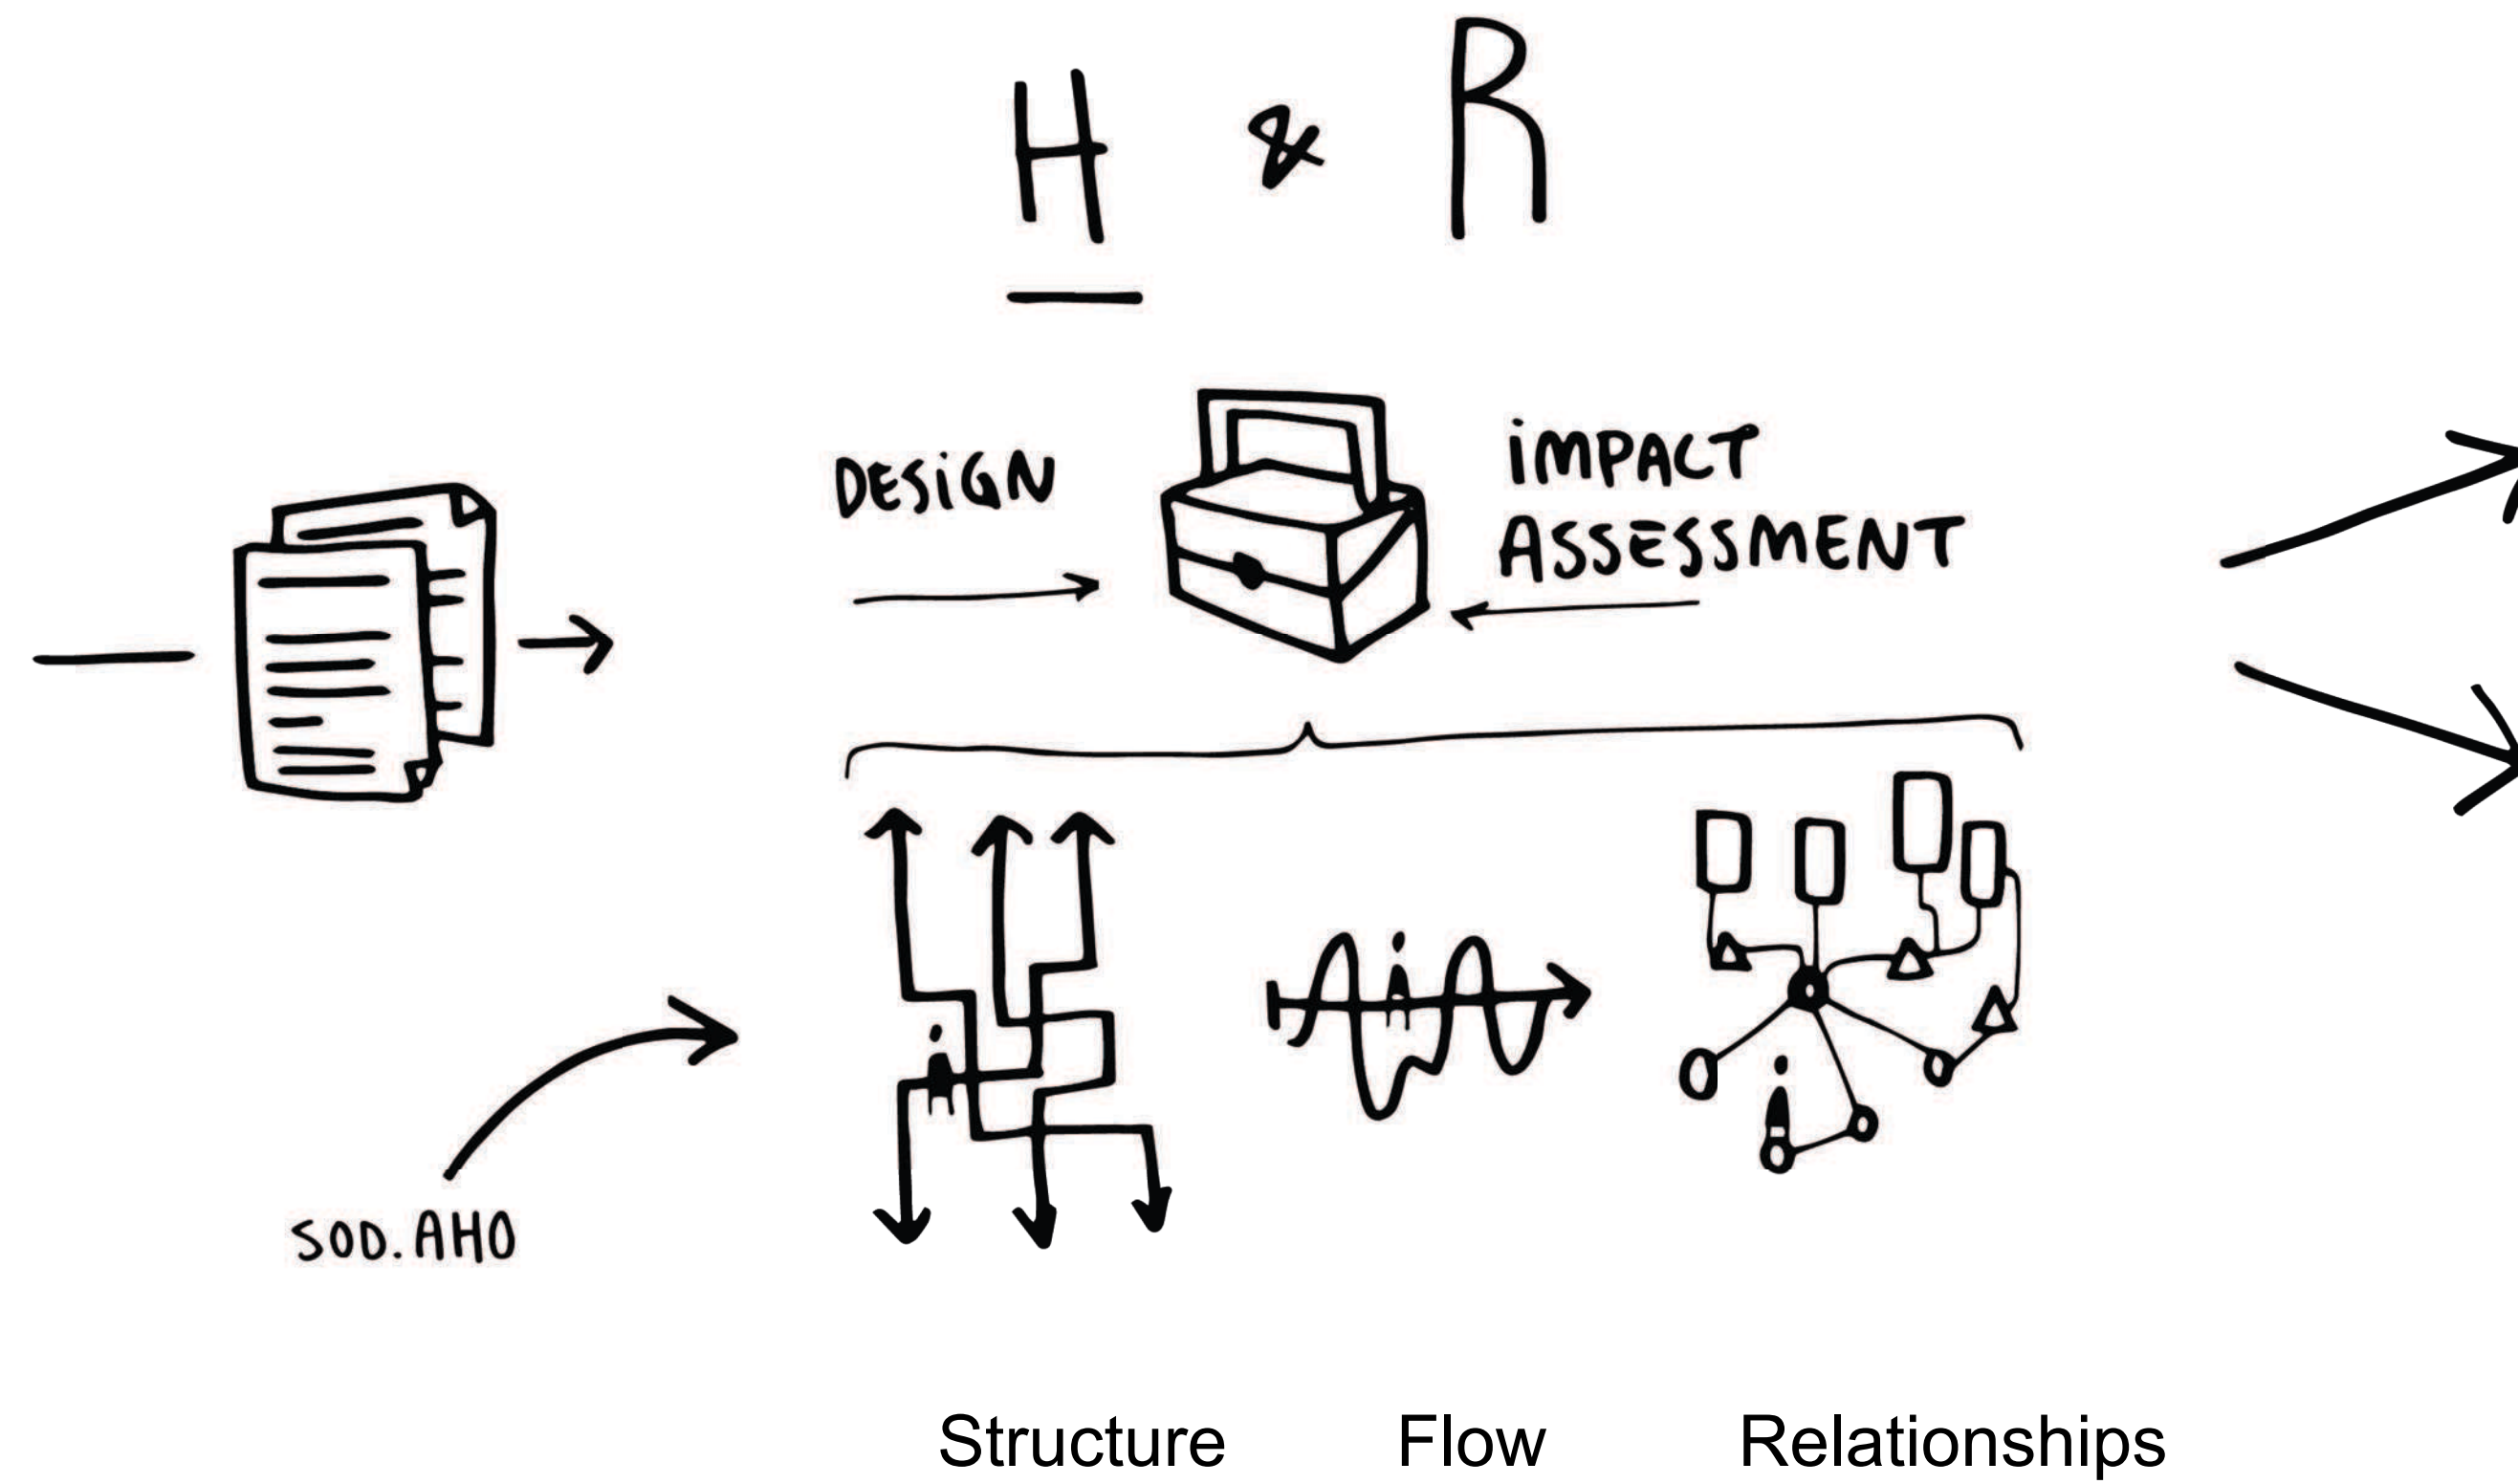 H & R
DESiGN
iMPACT
ASSESSMENT
SOD.AHO
Structure Flow Relationships